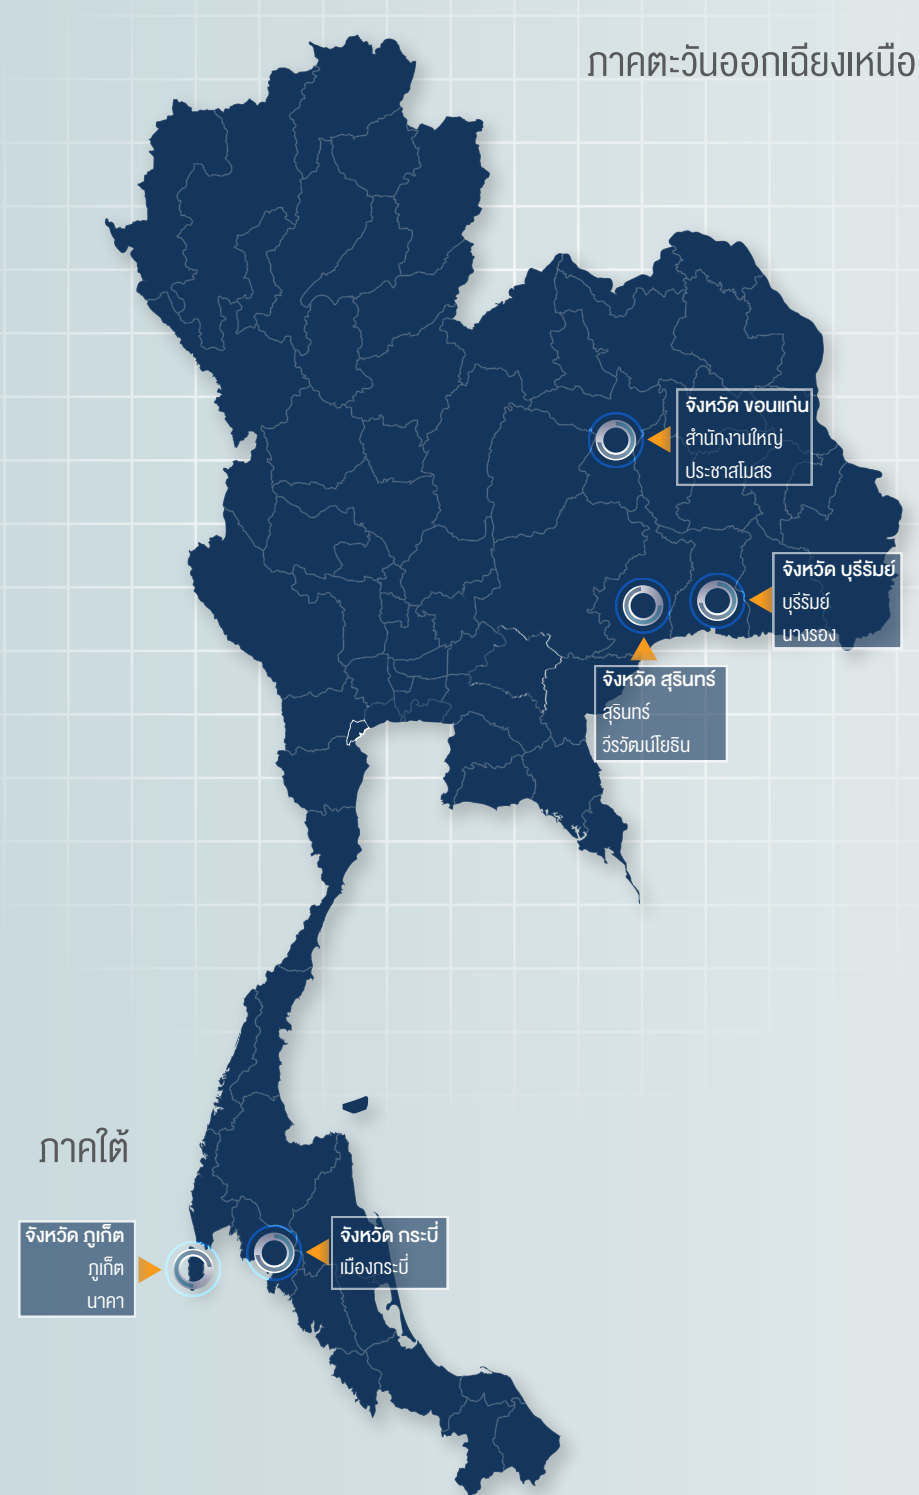 ภาคตะวันออกเฉียงเหนือ
จังหวัด ขอนแก่น
สำนักงานใหญ่
ประชาสโมสร
จังหวัด บุรีรัมย์
บุรีรัมย์
นางรอง
จังหวัด สุรินทร์
สุรินทร์
วีรวัฒน์โยธิน
ภาคใต้
จังหวัด ภูเก็ต
ภูเก็ต
นาคา
จังหวัด กระบี่
เมืองกระบี่